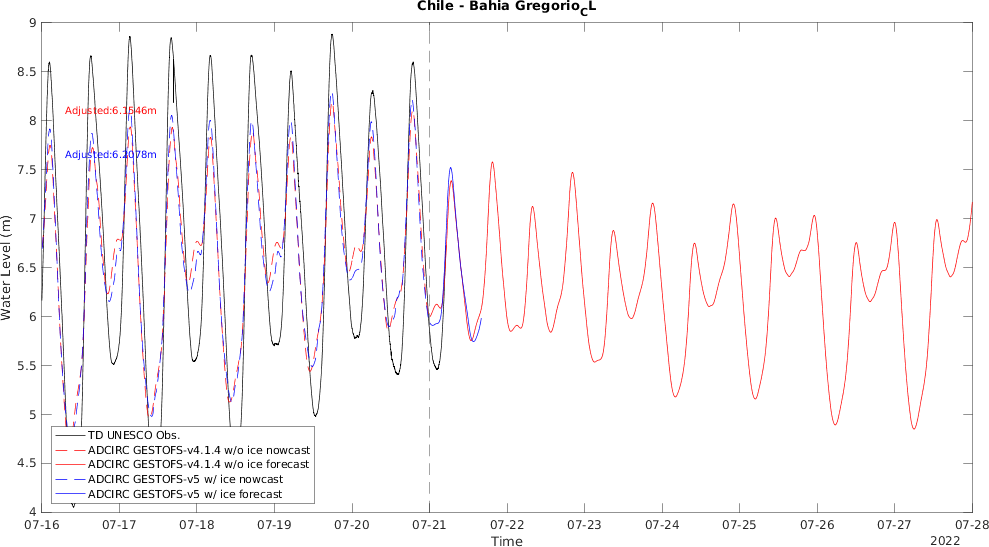 Chile - Bahia Gregorio_CL
9
8.5
8
7.5
7
6.5
6
5.5
5
4.5
4
Water Level (m)
Adjusted:6.1546m
Adjusted:6.2078m
TD UNESCO Obs.
ADCIRC GESTOFS-v4.1.4 w/o ice nowcast
ADCIRC GESTOFS-v4.1.4 w/o ice forecast
ADCIRC GESTOFS-v5 w/ ice nowcast
ADCIRC GESTOFS-v5 w/ ice forecast
07-16 07-17 07-18 07-19 07-20 07-21 07-22 07-23 07-24 07-25 07-26 07-27 07-28
Time
2022